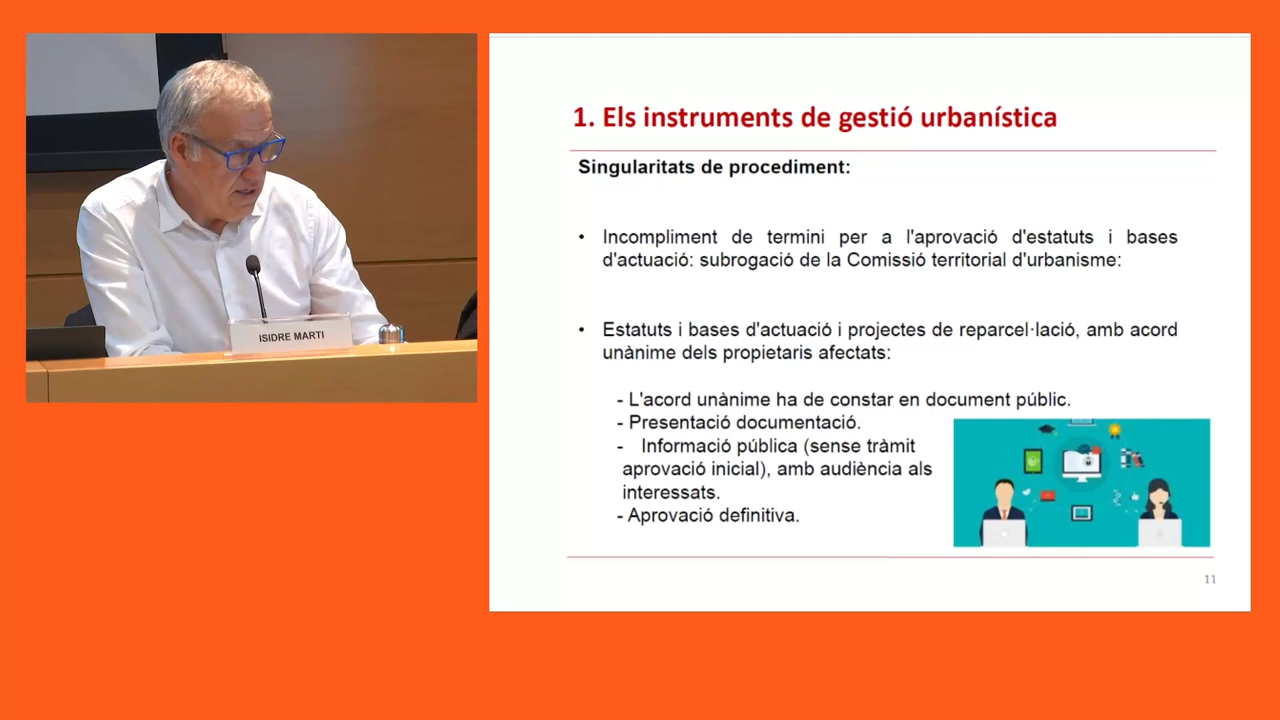 ISIDRE MARTI
1. Els instruments de gestió urbanística
Singularitats de procediment:
• Incompliment de termini per a l'aprovació d'estatuts i bases
d'actuació: subrogació de la Comissió territorial d'urbanisme:
• Estatuts i bases d'actuació i projectes de reparcel·lació, amb acord
unànime dels propietaris afectats:
- L'acord unànime ha de constar en document públic.
- Presentació documentació.
- Informació pública (sense tràmit
aprovació inicial), amb audiència als
interessats.
- Aprovació definitiva.
11